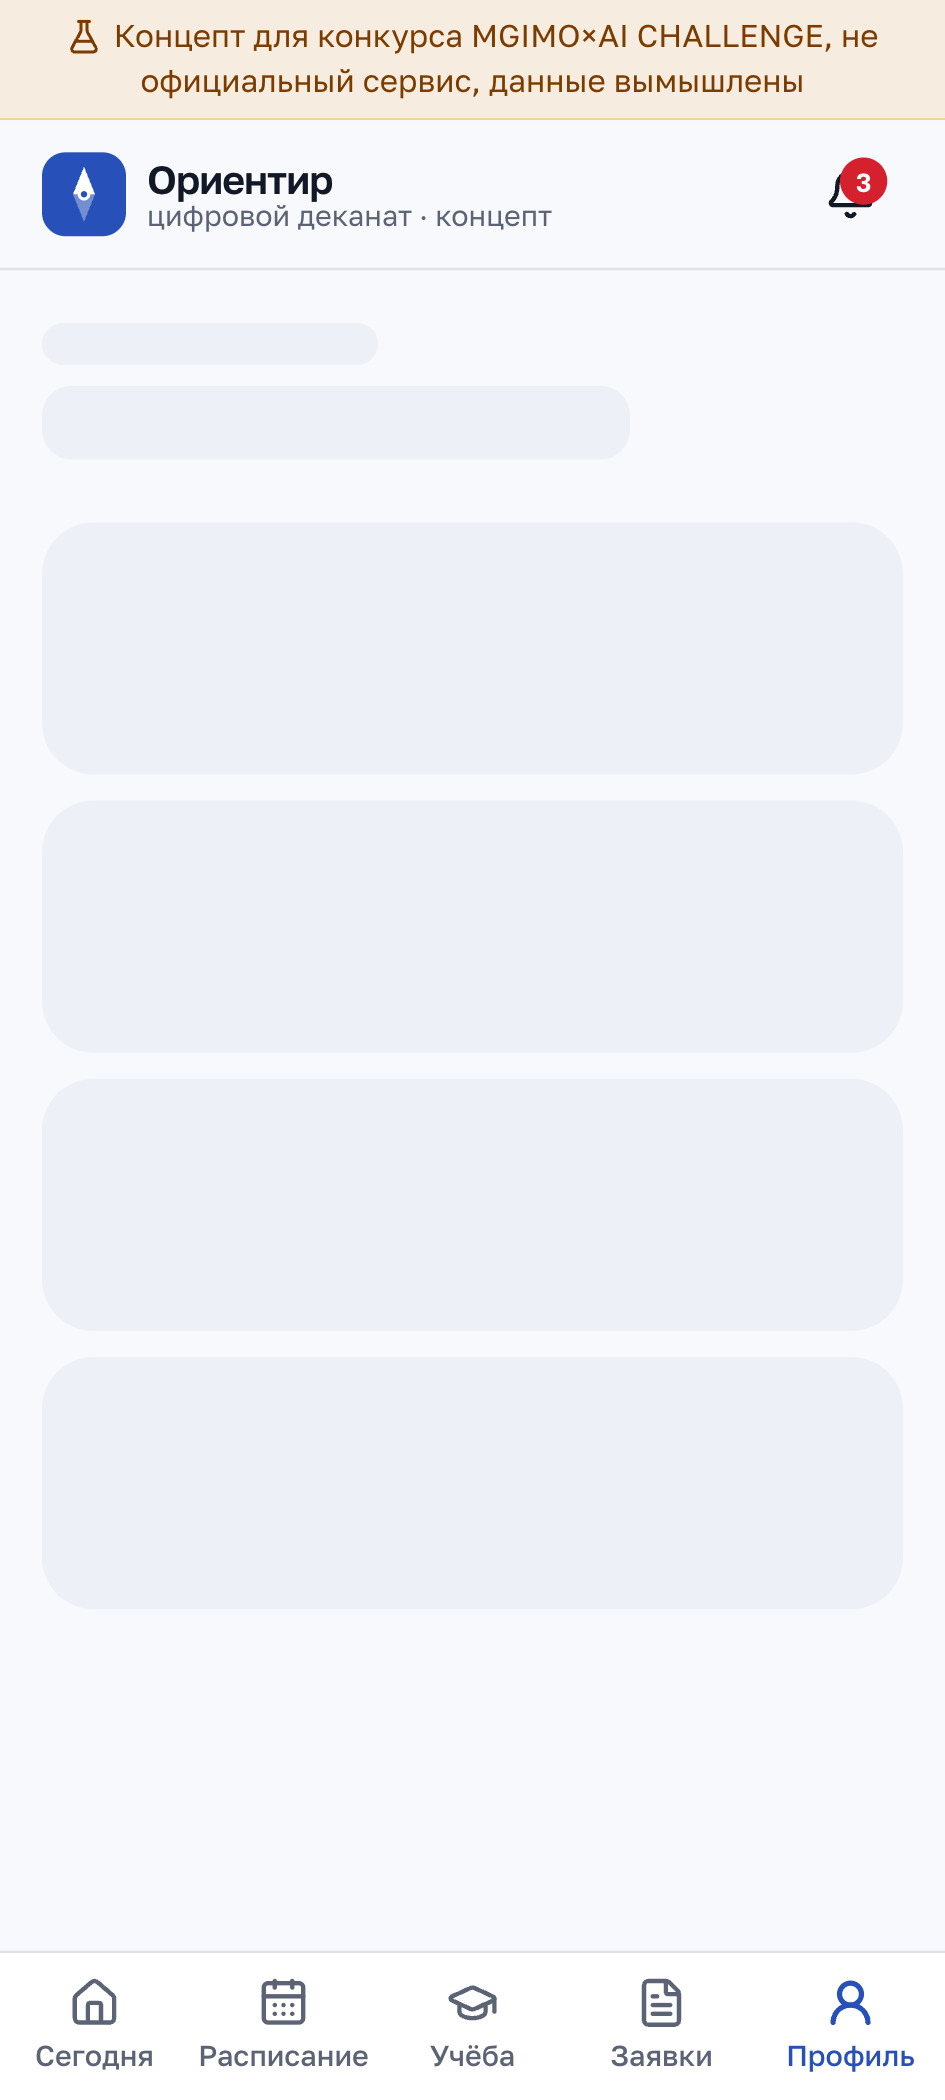 Концепт для конкурса MGIMO×AI CHALLENGE, не
официальный сервис, данные вымышлены
Ориентир
цифровой деканат · концепт
3
Сегодня
Расписание
Учёба
Заявки
Профиль